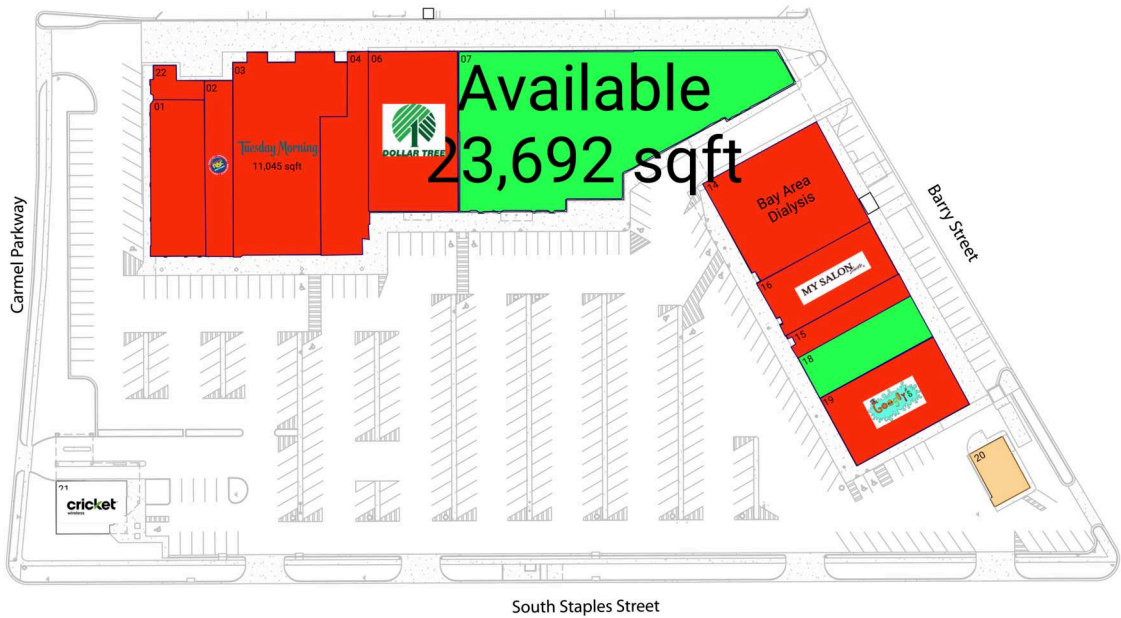 22
01
02
03
04
06
07
Available
23,692 sqft
Tuesday Morning
11,045 sqft
DOLLAR TREE
14
Bay Area
Dialysis
16
MY SALON
15
18
19
Goody's
20
21
cricket
wireless
Carmel Parkway
Barry Street
South Staples Street